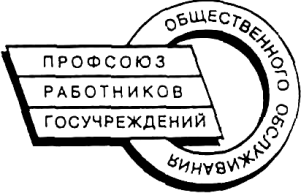 ПРОФСОЮЗ
РАБОТНИКОВ
ГОСУЧРЕЖДЕНИЙ
ОБЩЕСТВЕННОГО ОБСЛУЖИВАНИЯ